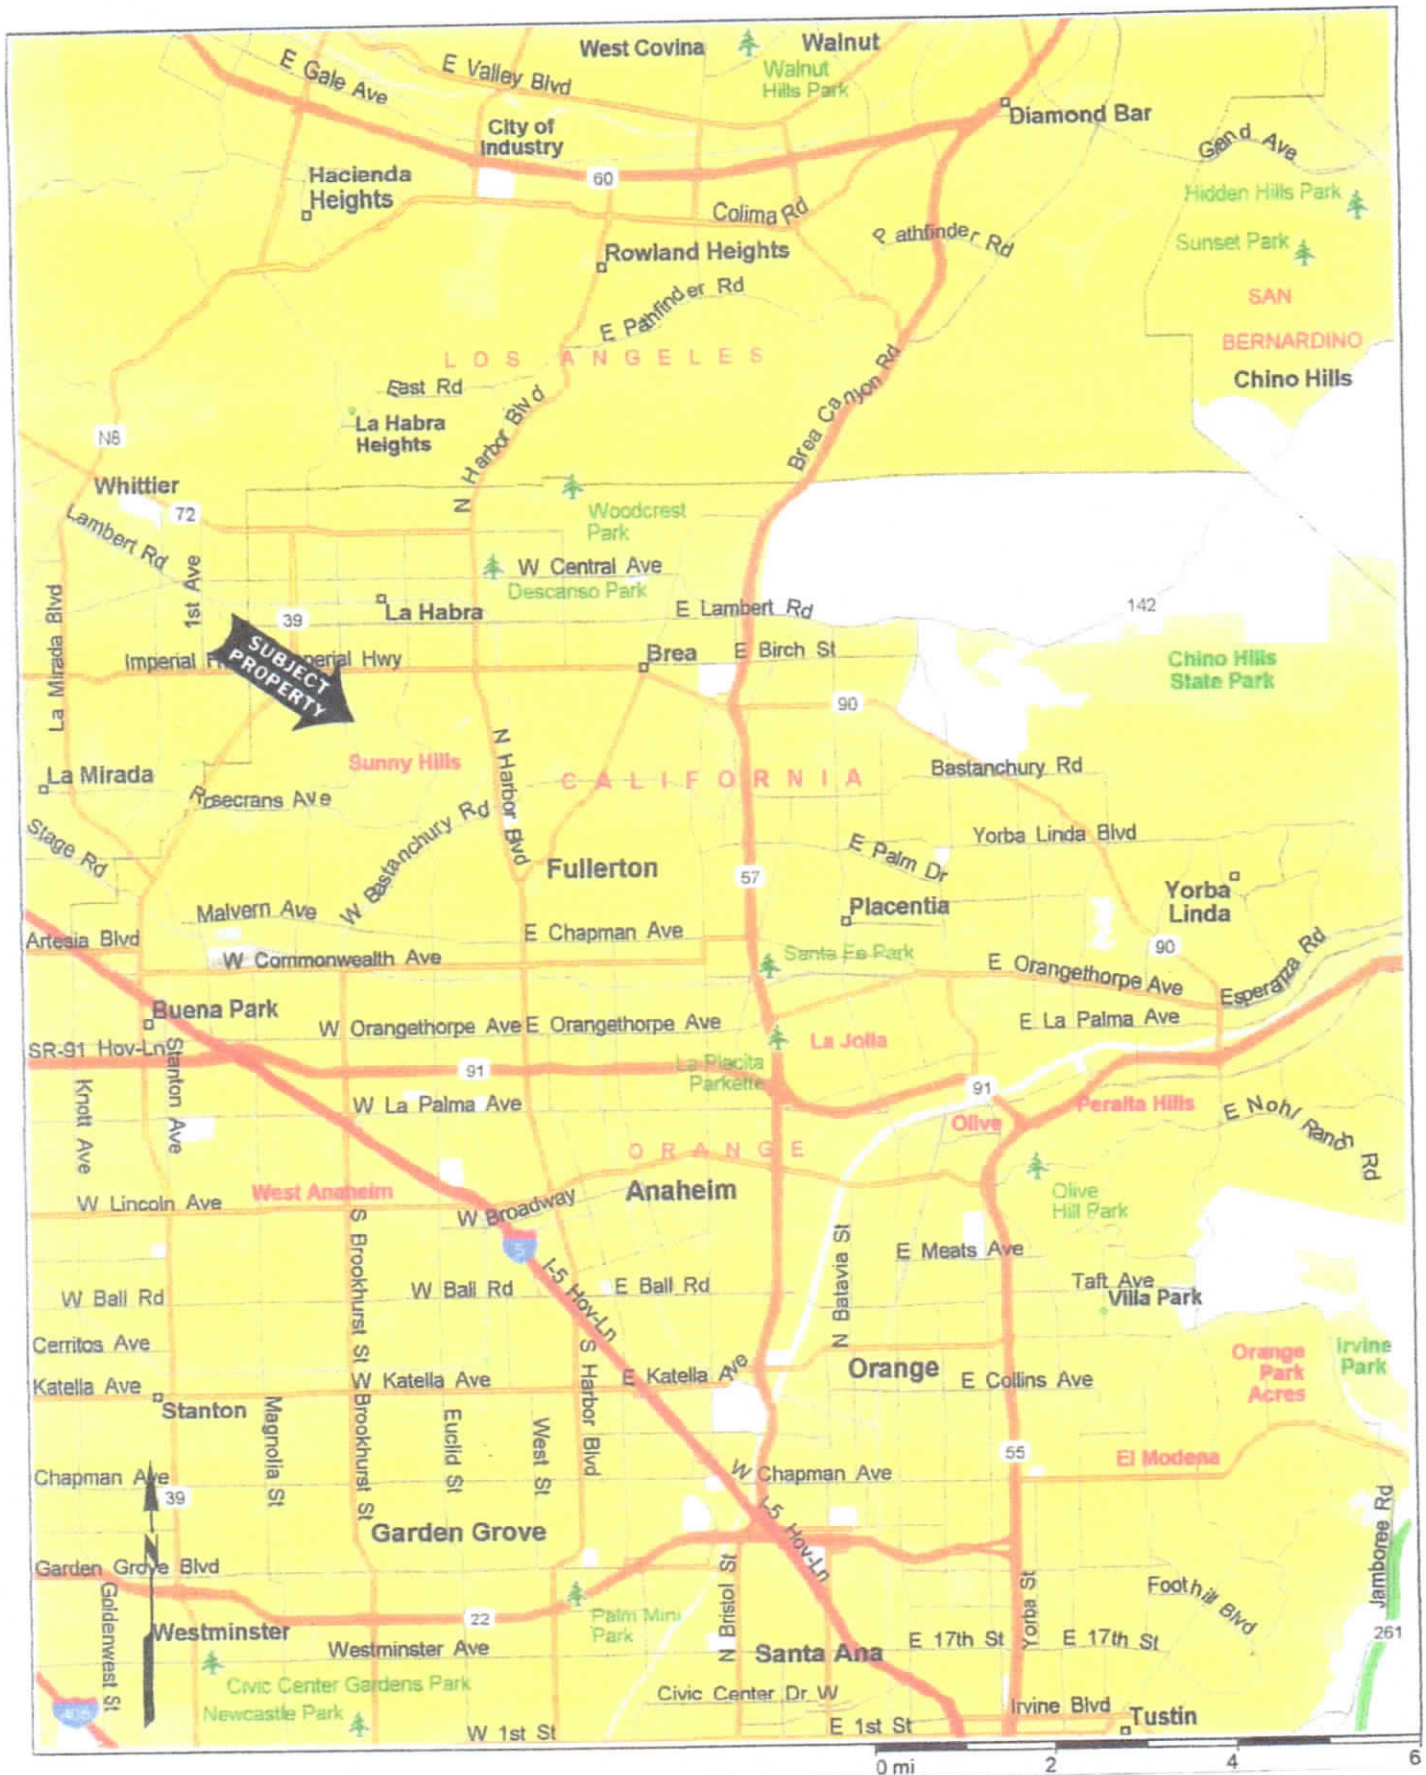 West Covina
Walnut
Walnut
Hills Park
E Gale Ave
E Valley Blvd
Diamond Bar
City of
Industry
Grand Ave
Hacienda
Heights
60
Hidden Hills Park
Colima Rd
Pathfinder Rd
Sunset Park
Rowland Heights
E Pathfinder Rd
SAN
BERNARDINO
LOS ANGELES
Chino Hills
East Rd
Brea Canyon Rd
La Habra
Heights
N Harbor Blvd
N8
Whittier
72
Woodcrest
Park
Lambert Rd
1st Ave
W Central Ave
Descanso Park
La Mirada Blvd
39
La Habra
E Lambert Rd
142
SUBJECT
PROPERTY
Imperial Hwy
Brea
E Birch St
Chino Hills
State Park
90
La Mirada
Sunny Hills
N Harbor Blvd
CALIFORNIA
Bastanchury Rd
Rosecrans Ave
W Bastanchury Rd
Stage Rd
Yorba Linda Blvd
E Palm Dr
Fullerton
57
Yorba
Linda
Placentia
Malvern Ave
Artesia Blvd
E Chapman Ave
W Commonwealth Ave
Santa Fe Park
90
E Orangethorpe Ave
Esperanza Rd
Buena Park
W Orangethorpe Ave
E Orangethorpe Ave
E La Palma Ave
La Jolla
SR-91 Hov-Ln
Stanton Ave
91
La Placita
Parkette
Knott Ave
W La Palma Ave
91
Peralta Hills
Olive
E Nohl Ranch Rd
ORANGE
West Anaheim
W Lincoln Ave
Anaheim
Olive
Hill Park
W Broadway
5
E Meats Ave
N Batavia St
S Brookhurst St
I-5 Hov-Ln
W Ball Rd
W Ball Rd
E Ball Rd
Taft Ave
Villa Park
Cerritos Ave
S Harbor Blvd
Orange
Park
Acres
Irvine
Park
Katella Ave
W Katella Ave
E Katella Ave
Orange
E Collins Ave
Stanton
Magnolia St
Brookhurst St
Euclid St
West St
55
El Modena
Chapman Ave
W Chapman Ave
39
I-5 Hov-Ln
Jamboree Rd
Garden Grove
N
Garden Grove Blvd
Goldenwest St
N Bristol St
Yorba St
Foothill Blvd
22
Palm Mini
Park
Westminster
Westminster Ave
Santa Ana
E 17th St
E 17th St
261
Civic Center Gardens Park
Civic Center Dr W
Newcastle Park
405
Irvine Blvd
Tustin
W 1st St
E 1st St
0 mi
2
4
6